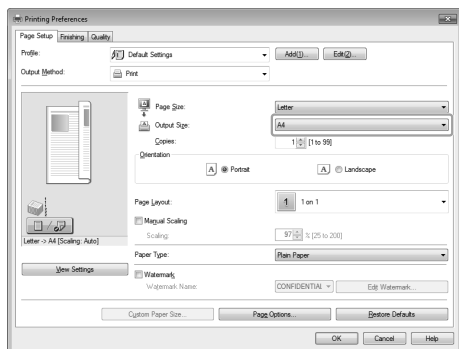 Printing Preferences
Page Setup Finishing Quality
Profile: Default Settings Add(1)... Edit(2)...
Output Method: Print
Page Size: Letter
Output Size: A4
Copies: 1 [1 to 99]
Orientation
A Portrait A Landscape
Page Layout: 1 1 on 1
Manual Scaling
Scaling: 97 % [25 to 200]
Letter -> A4 [Scaling: Auto]
Paper Type: Plain Paper
View Settings
Watermark
Watermark Name: CONFIDENTIAL Edit Watermark...
Custom Paper Size... Page Options... Restore Defaults
OK Cancel Help